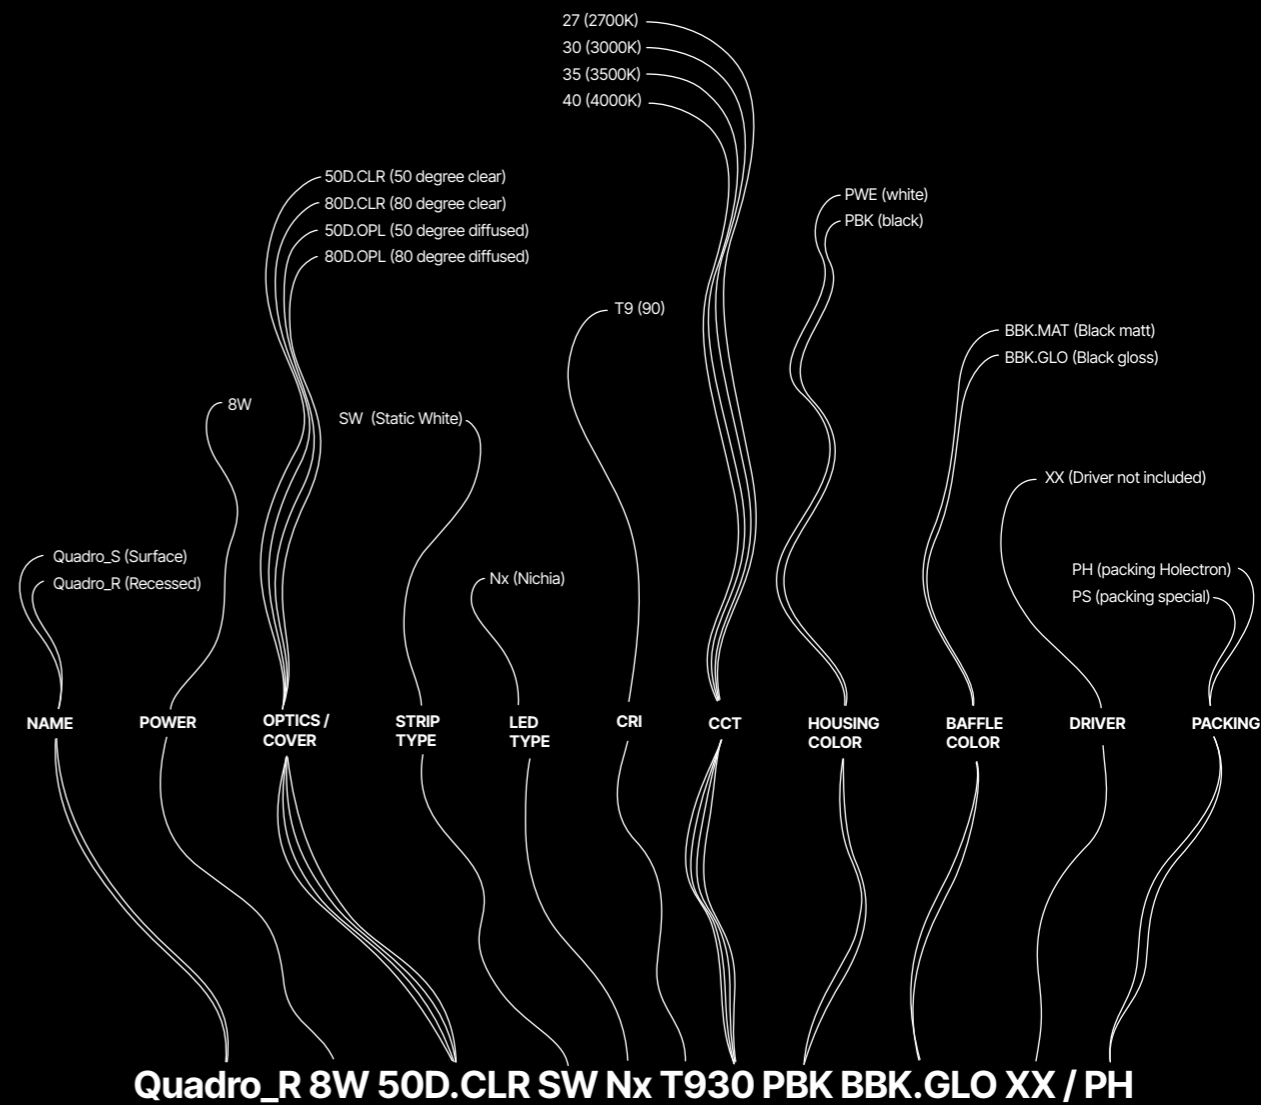 27 (2700K)
30 (3000K)
35 (3500K)
40 (4000K)
50D.CLR (50 degree clear)
80D.CLR (80 degree clear)
50D.OPL (50 degree diffused)
80D.OPL (80 degree diffused)
PWE (white)
PBK (black)
T9 (90)
BBK.MAT (Black matt)
BBK.GLO (Black gloss)
8W
SW (Static White)
XX (Driver not included)
Quadro_S (Surface)
Quadro_R (Recessed)
Nx (Nichia)
PH (packing Holectron)
PS (packing special)
NAME
POWER
OPTICS /
COVER
STRIP
TYPE
LED
TYPE
CRI
CCT
HOUSING
COLOR
BAFFLE
COLOR
DRIVER
PACKING
Quadro_R 8W 50D.CLR SW Nx T930 PBK BBK.GLO XX / PH